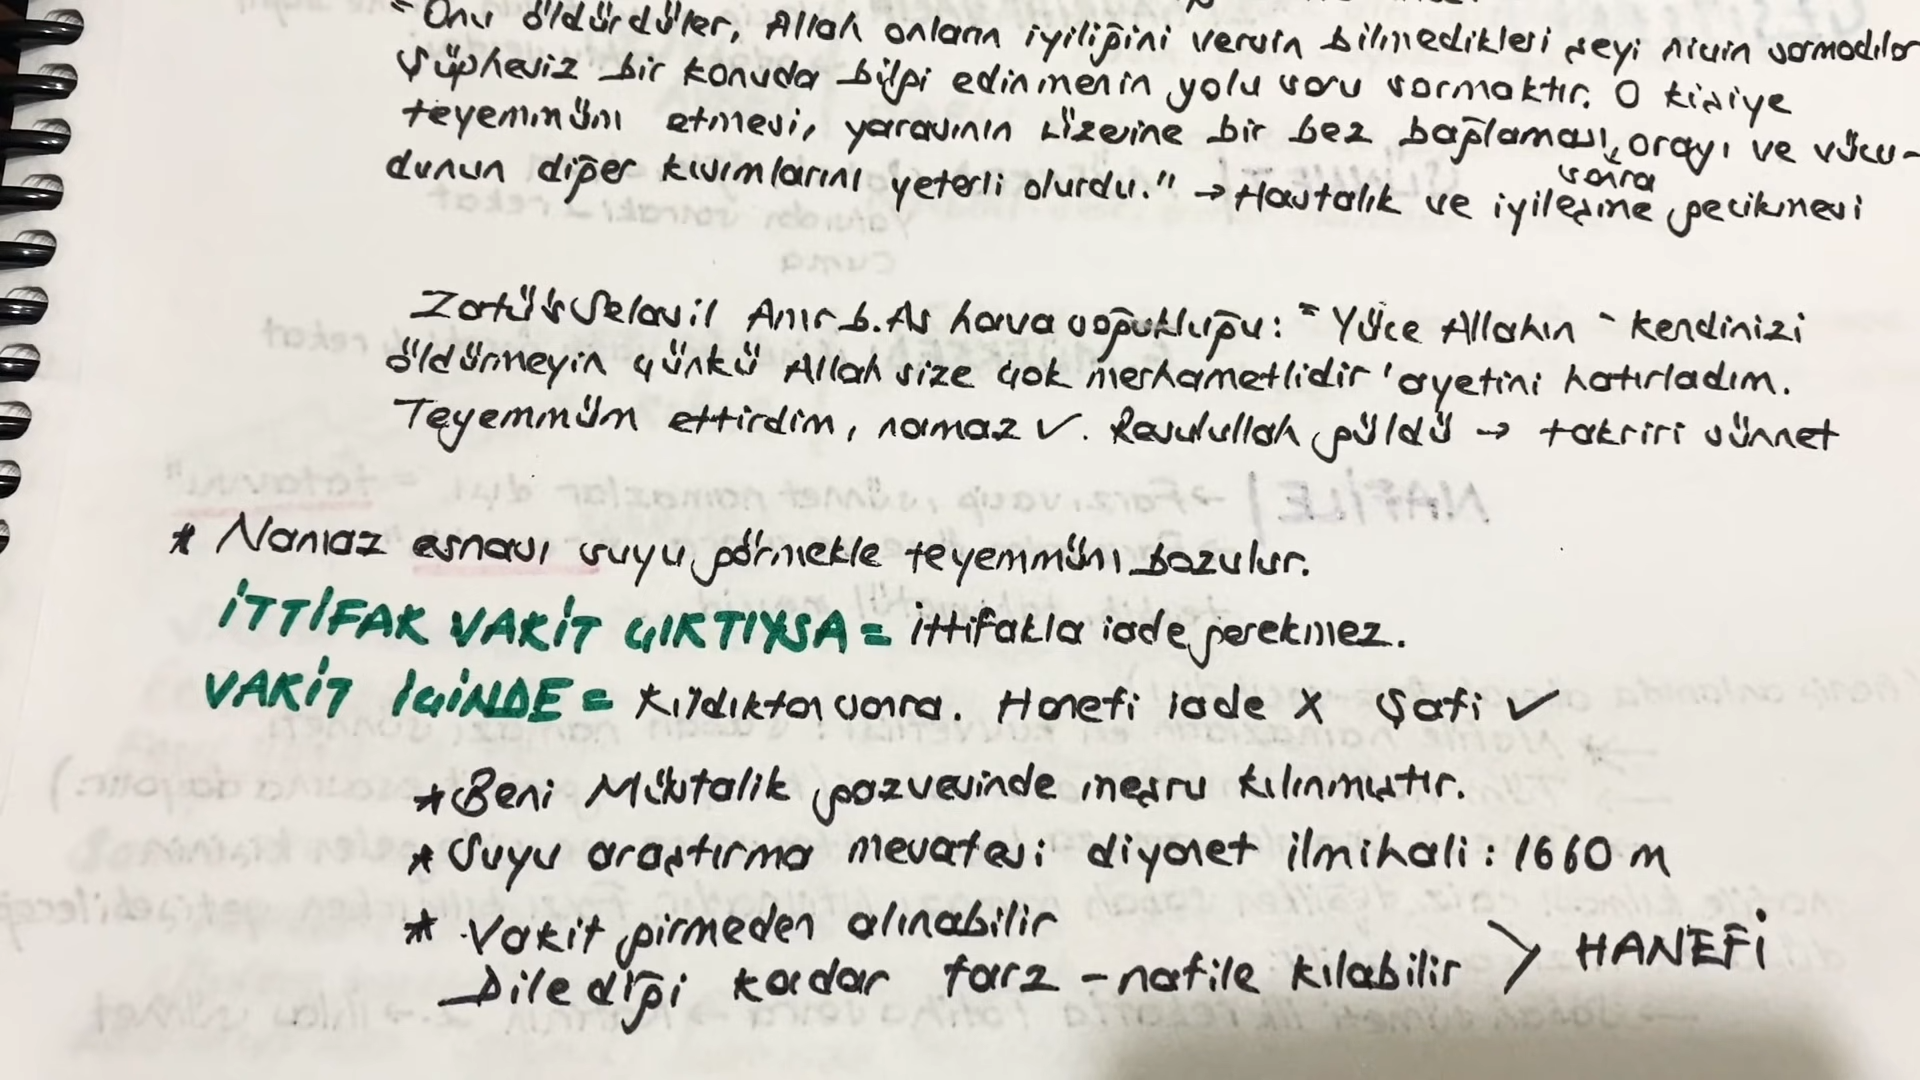 "Onu öldürdüler, Allah onların iyiliğini versin bilmedikleri şeyi niçin sormadılar
Şüphesiz bir konuda bilgi edinmenin yolu soru sormaktır. O kişiye
teyemmüm etmesi, yarasının üzerine bir bez bağlaması, orayı ve vücu-
sonra
dunun diğer kısımlarını yeterli olurdu." → Hastalık ve iyileşme gecikmesi
Zatüs Selasil Amr b. As hava soğukluğu: "Yüce Allahın "kendinizi
öldürmeyin çünkü Allah size çok merhametlidir 'ayetini hatırladım.
Teyemmüm ettirdim, namaz ✓. Resulullah güldü → takriri sünnet
* Namaz esnası suyu görmekle teyemmüm bozulur.
İTTİFAK VAKİT ÇIKTIYSA = ittifakla iade gerekmez.
VAKİT İÇİNDE = kıldıktan sonra. Hanefi iade X Şafi ✓
* Beni Müstalik gazvesinde meşru kılınmıştır.
* Suyu araştırma mesafesi diyanet ilmihali : 1660 m
* Vakit girmeden alınabilir
Dilediği kadar farz - nafile kılabilir > HANEFİ